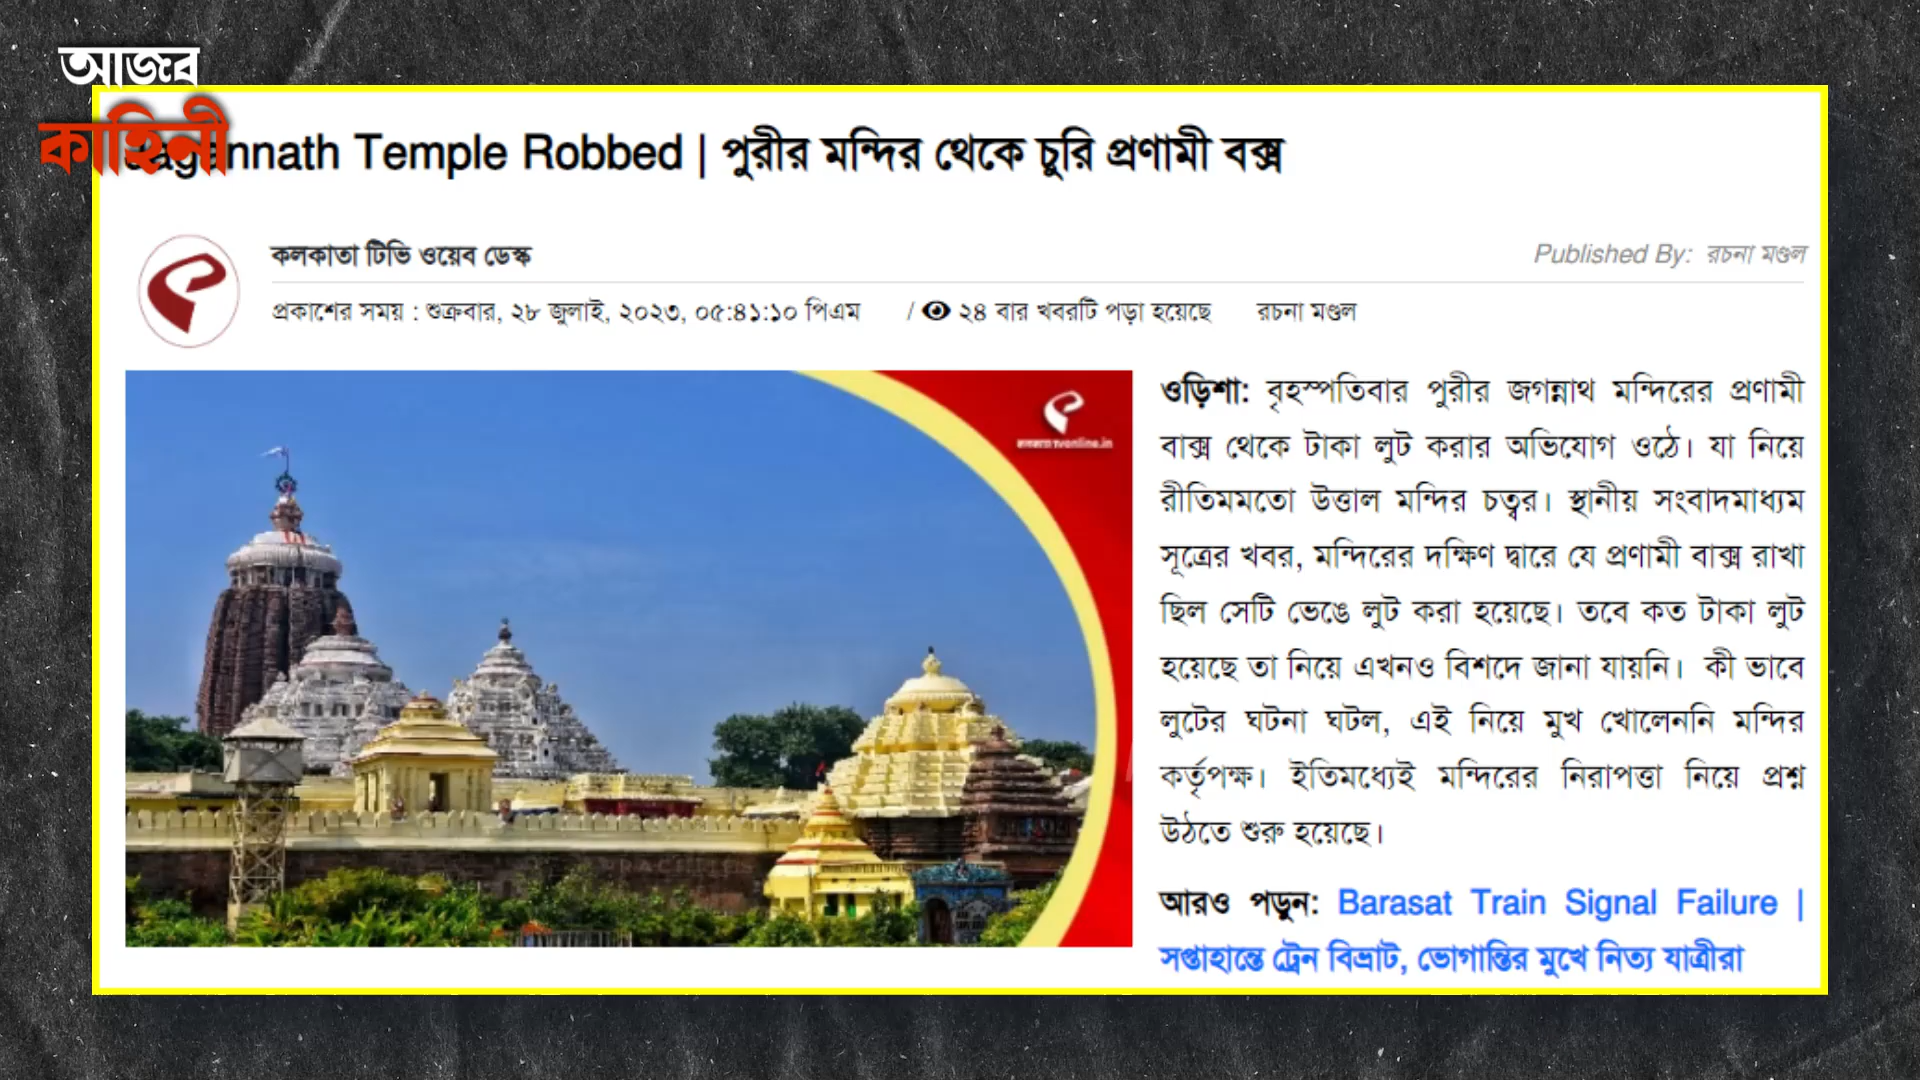 আজব
কাহিনী
nnath Temple Robbed | পুরীর মন্দির থেকে চুরি প্রণামী বক্স
কলকাতা টিভি ওয়েব ডেস্ক
Published By: রচনা মণ্ডল
প্রকাশের সময় : শুক্রবার, ২৮ জুলাই, ২০২৩, ০৫:৪১:১০ পিএম / ২৪ বার খবরটি পড়া হয়েছে রচনা মণ্ডল
ওড়িশা: বৃহস্পতিবার পুরীর জগন্নাথ মন্দিরের প্রণামী
বাক্স থেকে টাকা লুট করার অভিযোগ ওঠে। যা নিয়ে
রীতিমমতো উত্তাল মন্দির চত্বর। স্থানীয় সংবাদমাধ্যম
সূত্রের খবর, মন্দিরের দক্ষিণ দ্বারে যে প্রণামী বাক্স রাখা
ছিল সেটি ভেঙে লুট করা হয়েছে। তবে কত টাকা লুট
হয়েছে তা নিয়ে এখনও বিশদে জানা যায়নি। কী ভাবে
লুটের ঘটনা ঘটল, এই নিয়ে মুখ খোলেননি মন্দির
কর্তৃপক্ষ। ইতিমধ্যেই মন্দিরের নিরাপত্তা নিয়ে প্রশ্ন
উঠতে শুরু হয়েছে।
আরও পড়ুন: Barasat Train Signal Failure |
সপ্তাহান্তে ট্রেন বিভ্রাট, ভোগান্তির মুখে নিত্য যাত্রীরা